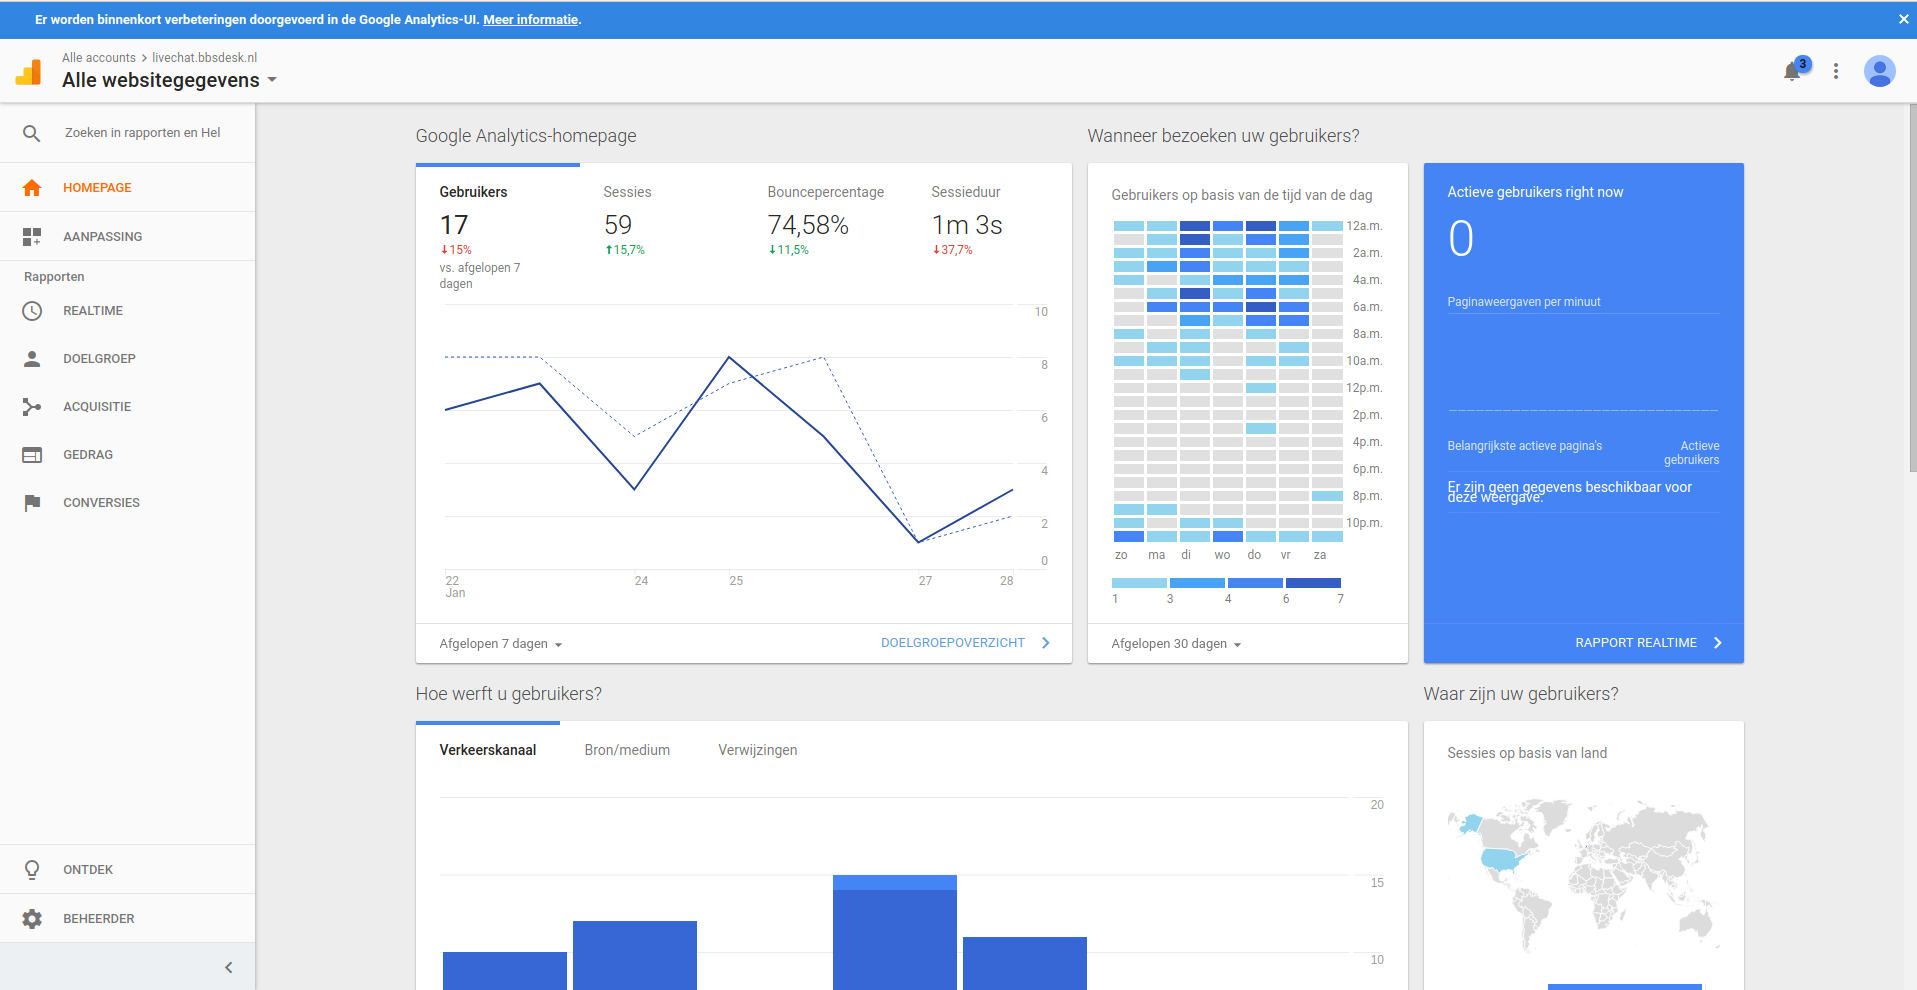 Er worden binnenkort verbeteringen doorgevoerd in de Google Analytics-UI. Meer informatie.
Alle accounts > livechat.bbsdesk.nl
Alle websitegegevens
3
Zoeken in rapporten en Hel
HOMEPAGE
AANPASSING
Rapporten
REALTIME
DOELGROEP
ACQUISITIE
GEDRAG
CONVERSIES
ONTDEK
BEHEERDER
Google Analytics-homepage
Gebruikers Sessies Bouncepercentage Sessieduur
17 59 74,58% 1m 3s
↓15% ↑15,7% ↓11,5% ↓37,7%
vs. afgelopen 7
dagen
10
8
6
4
2
0
22 24 25 27 28
Jan
Afgelopen 7 dagen
DOELGROEPOVERZICHT
Wanneer bezoeken uw gebruikers?
Gebruikers op basis van de tijd van de dag
12a.m.
2a.m.
4a.m.
6a.m.
8a.m.
10a.m.
12p.m.
2p.m.
4p.m.
6p.m.
8p.m.
10p.m.
zo ma di wo do vr za
1 3 4 6 7
Afgelopen 30 dagen
Actieve gebruikers right now
0
Paginaweergaven per minuut
Belangrijkste actieve pagina's Actieve
gebruikers
Er zijn geen gegevens beschikbaar voor
deze weergave.
RAPPORT REALTIME
Hoe werft u gebruikers?
Verkeerskanaal Bron/medium Verwijzingen
20
15
10
Waar zijn uw gebruikers?
Sessies op basis van land